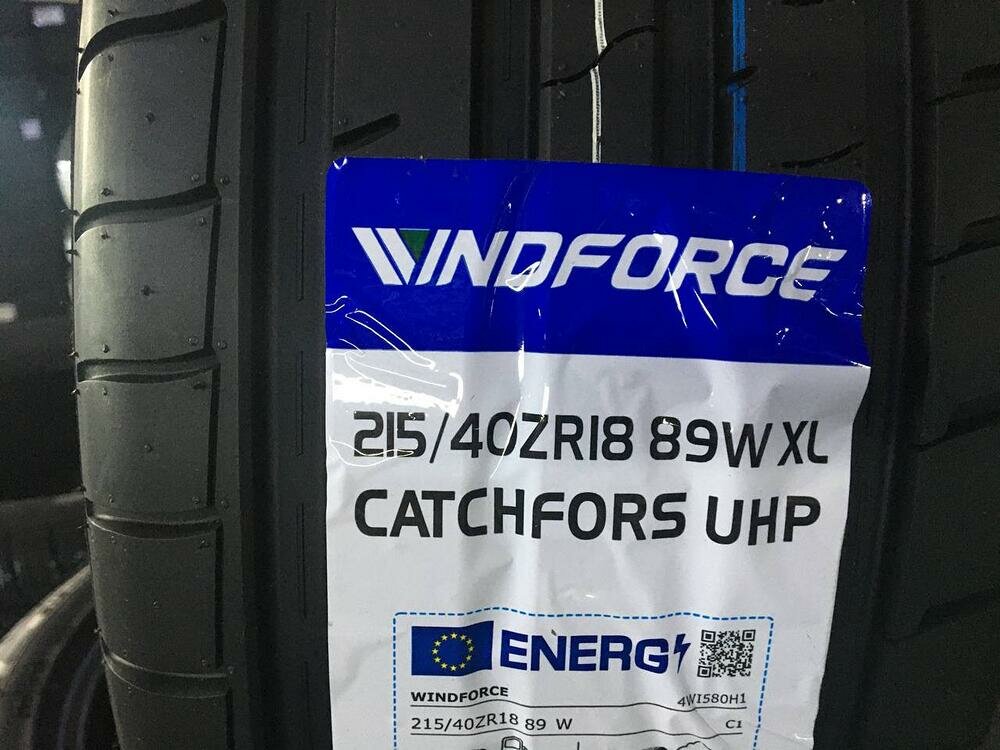 WINDFORCE
215/40ZR18 89W XL
CATCHFORS UHP
ENERG
WINDFORCE 4WI580H1
215/40ZR18 89 W C1